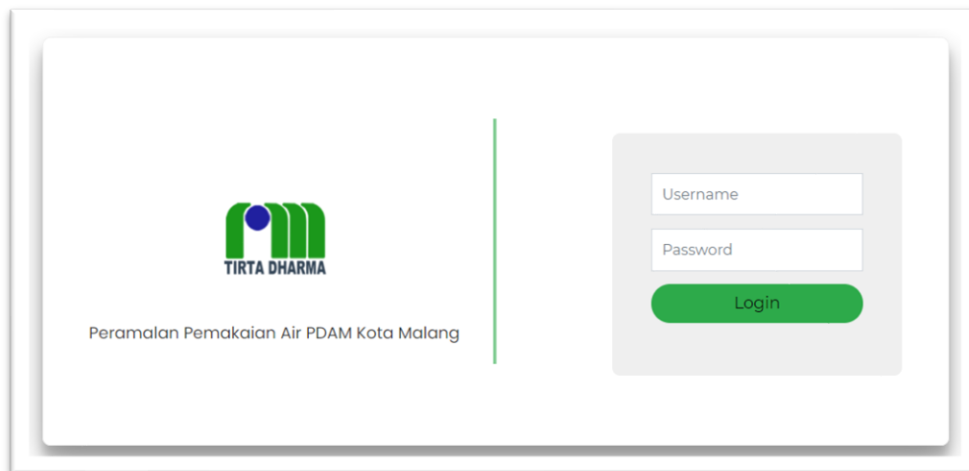 TIRTA DHARMA
Peramalan Pemakaian Air PDAM Kota Malang
Username
Password
Login